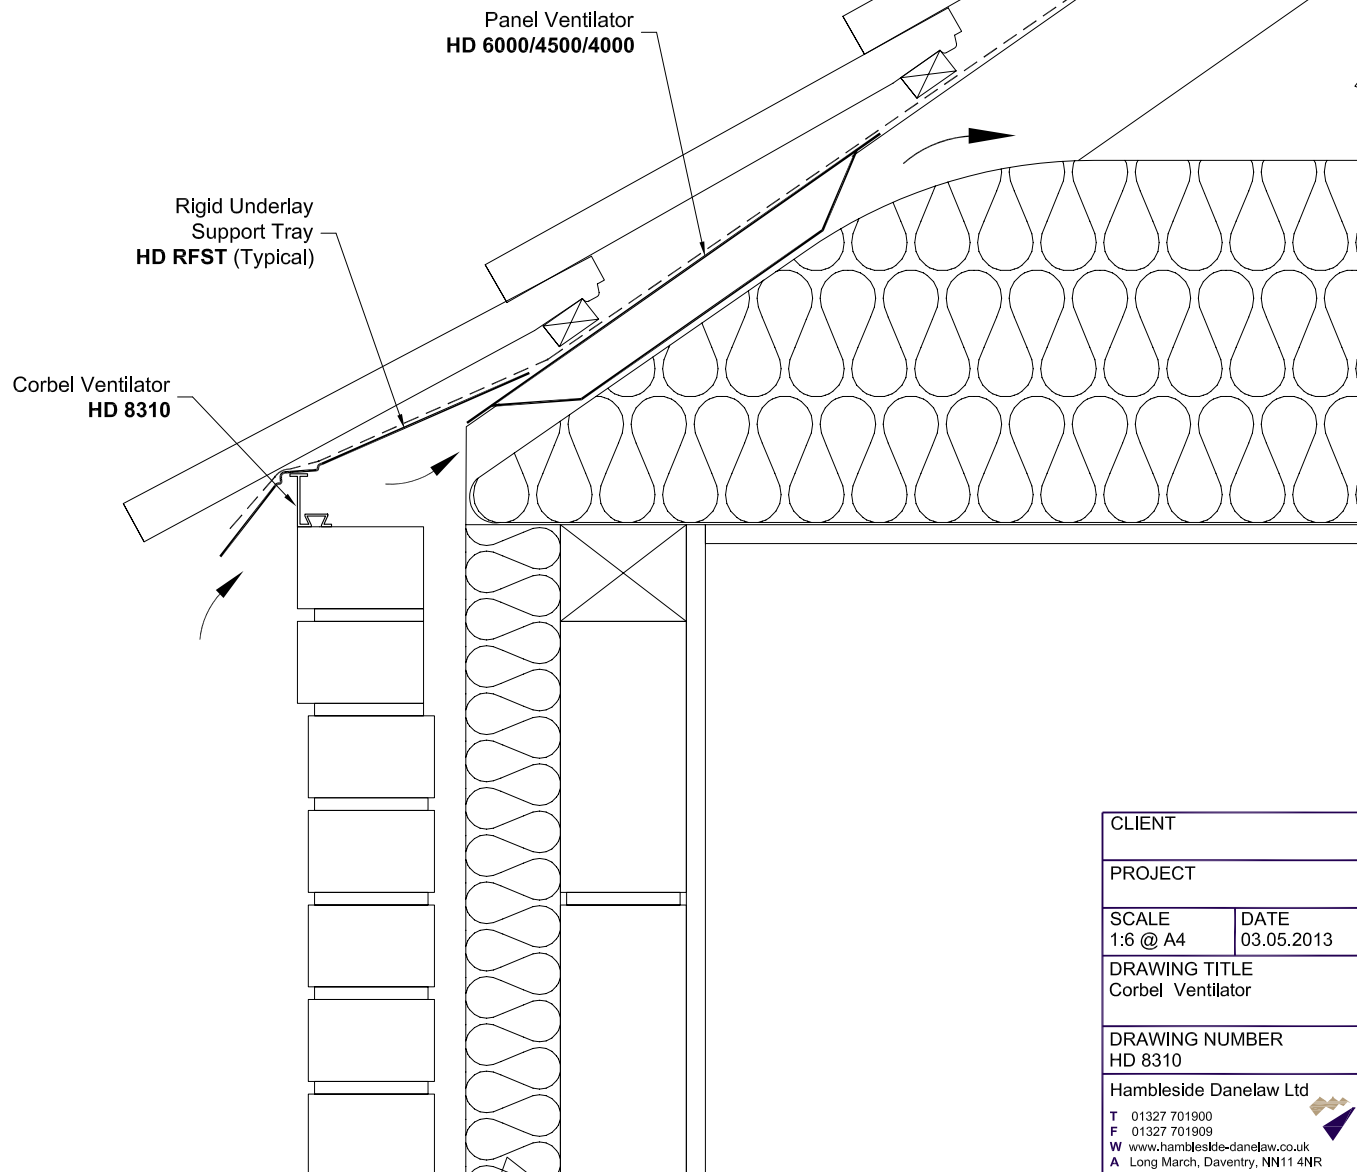 Panel Ventilator
HD 6000/4500/4000
Rigid Underlay
Support Tray
HD RFST (Typical)
Corbel Ventilator
HD 8310
CLIENT
PROJECT
SCALE
1:6 @ A4
DATE
03.05.2013
DRAWING TITLE
Corbel Ventilator
DRAWING NUMBER
HD 8310
Hambleside Danelaw Ltd
T 01327 701900
F 01327 701909
W www.hambleside-danelaw.co.uk
A Long March, Daventry, NN11 4NR